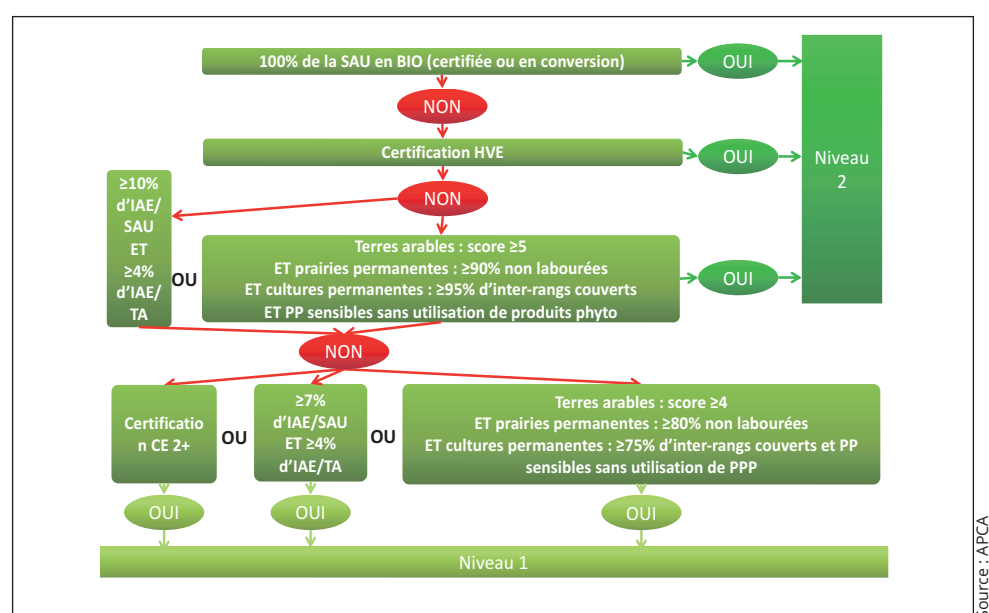 100% de la SAU en BIO (certifiée ou en conversion)
OUI
NON
Certification HVE
OUI
Niveau
2
NON
≥10%
d'IAE/
SAU
ET
≥4%
d'IAE/
TA
OU
Terres arables : score ≥5
ET prairies permanentes : ≥90% non labourées
ET cultures permanentes : ≥95% d'inter-rangs couverts
ET PP sensibles sans utilisation de produits phyto
OUI
NON
Certificatio
n CE 2+
OU
≥7%
d'IAE/SAU
ET ≥4%
d'IAE/TA
OU
Terres arables : score ≥4
ET prairies permanentes : ≥80% non labourées
ET cultures permanentes : ≥75% d'inter-rangs couverts et PP
sensibles sans utilisation de PPP
OUI
OUI
OUI
Niveau 1
Source : APCA